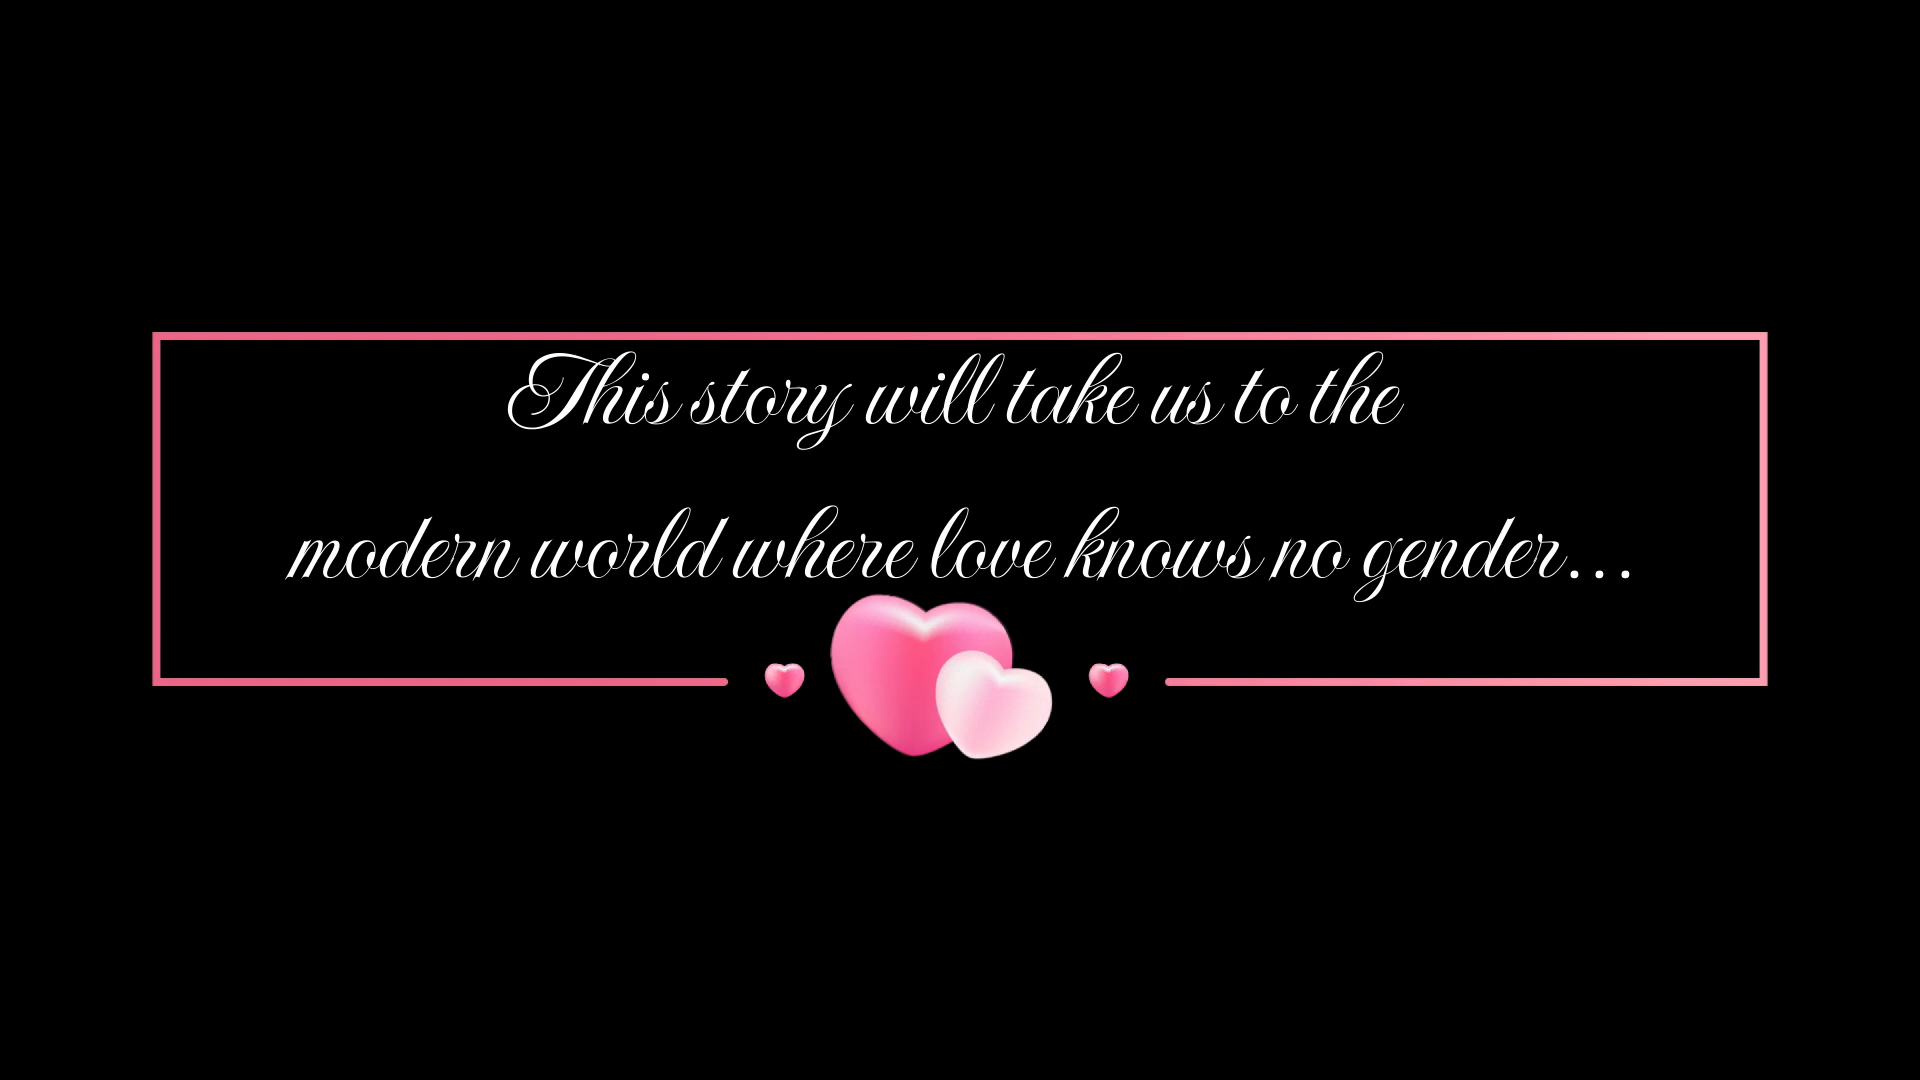 This story will take us to the
modern world where love knows no gender...